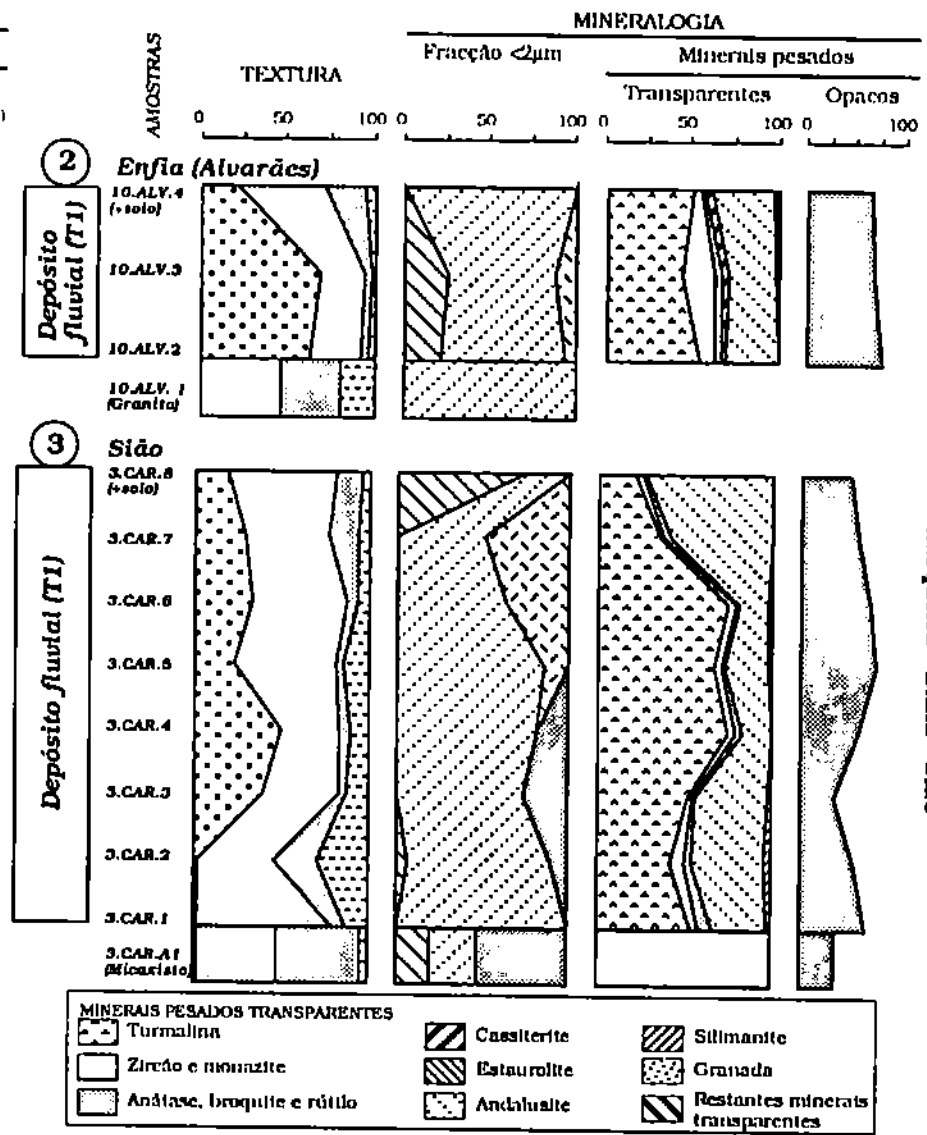 MINERALOGIA
AMOSTRAS
TEXTURA
Fracção <2μm
Minerais pesados
Transparentes
Opacos
0 50 100 0 50 100 0 50 100 0 100
2
Enfia (Alvarães)
Depósito fluvial (T1)
10.ALV.4
(+solo)
10.ALV.3
10.ALV.2
10.ALV. 1
(Granito)
3
Sião
Depósito fluvial (T1)
3.CAR.8
(+solo)
3.CAR.7
3.CAR.6
3.CAR.5
3.CAR.4
3.CAR.3
3.CAR.2
3.CAR.1
3.CAR.A1
(Micaxisto)
MINERAIS PESADOS TRANSPARENTES
Turmalina
Zircão e monazite
Anátase, broquite e rútilo
Cassiterite
Estaurolite
Andalusite
Silimanite
Granada
Restantes minerais
transparentes